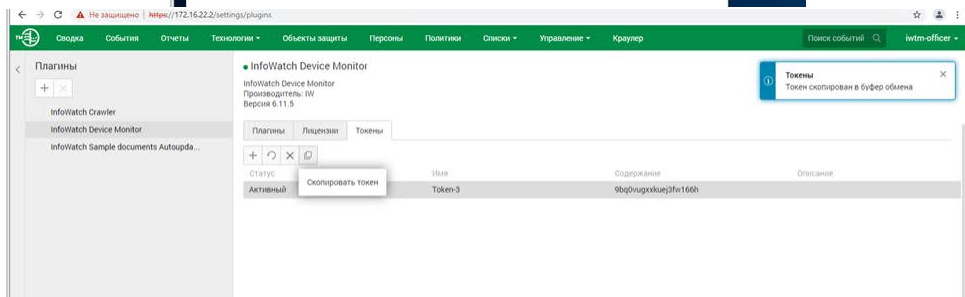 Не защищено https://172.16.22.2/settings/plugins
TM
Сводка События Отчеты Технологии Объекты защиты Персоны Политики Списки Управление Краулер Поиск событий iwtm-officer
Плагины
InfoWatch Crawler
InfoWatch Device Monitor
InfoWatch Sample documents Autoupda...
InfoWatch Device Monitor
InfoWatch Device Monitor
Производитель: IW
Версия 6.11.5
Токены
Токен скопирован в буфер обмена
Плагины Лицензии Токены
Статус Имя Содержание Описание
Активный Token-3 9bq0vugxxkuej3fw166h
Скопировать токен